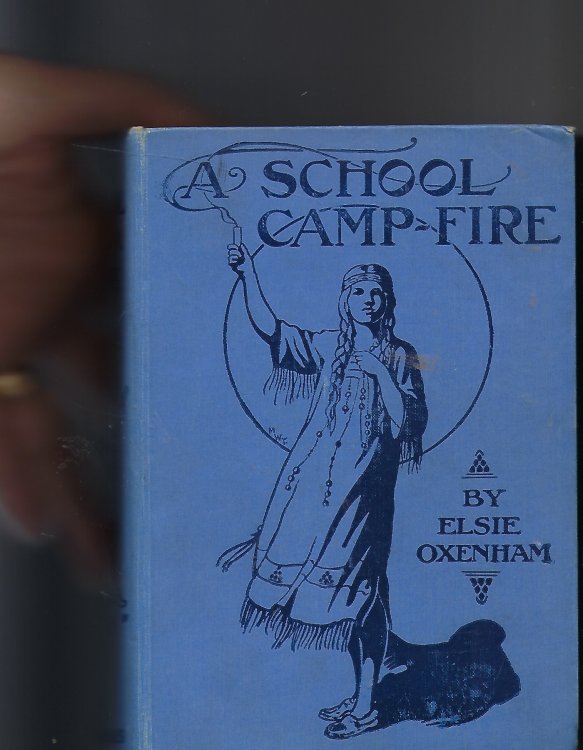 A SCHOOL
CAMP-FIRE
BY
ELSIE
OXENHAM